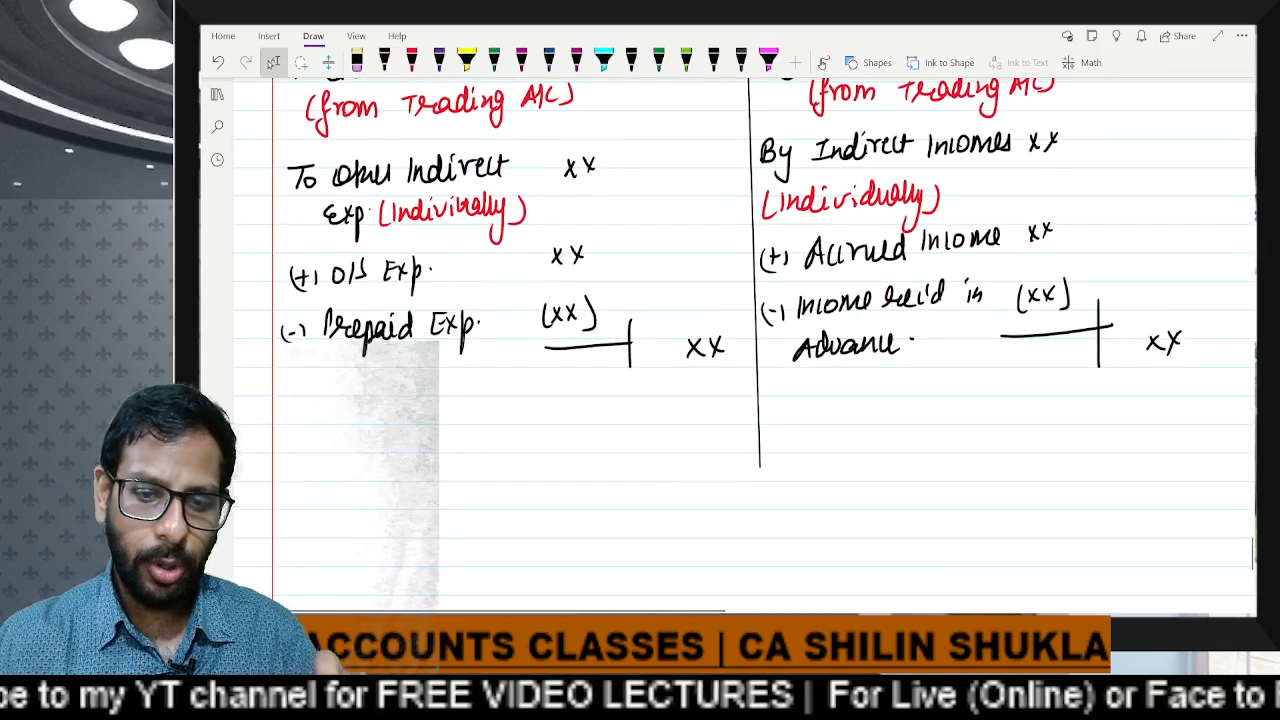 Home Insert Draw View Help Share
Shapes Ink to Shape Ink to Text Math
(from Trading A/C)
To other Indirect xx
Exp. (Indivirally)
(+) O/S Exp. xx
(-) Prepaid Exp. (xx)
xx
(from Trading A/C)
By Indirect Incomes xx
(Individually)
(+) Accrued Income xx
(-) Income rec'd in (xx)
Advance.
xx
ACCOUNTS CLASSES | CA SHILIN SHUKLA
be to my YT channel for FREE VIDEO LECTURES | For Live (Online) or Face to